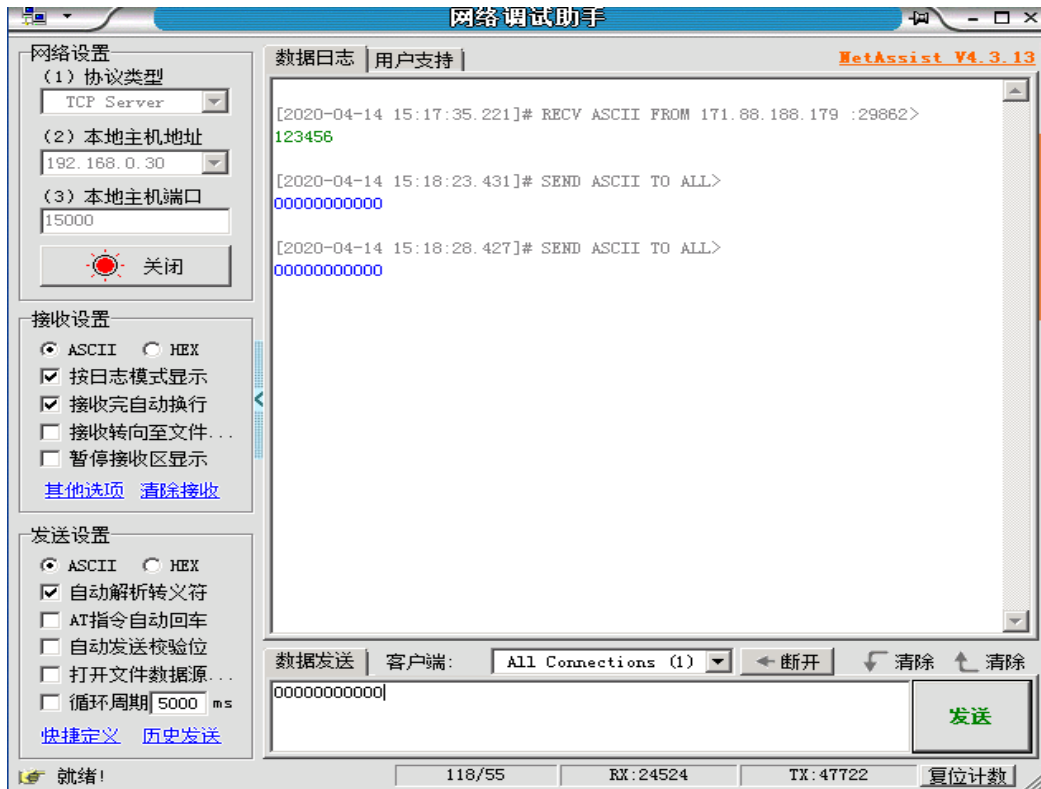 网络调试助手
网络设置
(1) 协议类型
TCP Server
(2) 本地主机地址
192.168.0.30
(3) 本地主机端口
15000
关闭
接收设置
ASCII HEX
按日志模式显示
接收完自动换行
接收转向至文件...
暂停接收区显示
其他选项 清除接收
发送设置
ASCII HEX
自动解析转义符
AT指令自动回车
自动发送校验位
打开文件数据源...
循环周期 5000 ms
快捷定义 历史发送
数据日志 用户支持 NetAssist V4.3.13
[2020-04-14 15:17:35.221]# RECV ASCII FROM 171.88.188.179 :29862>
123456
[2020-04-14 15:18:23.431]# SEND ASCII TO ALL>
00000000000
[2020-04-14 15:18:28.427]# SEND ASCII TO ALL>
00000000000
数据发送 客户端: All Connections (1) 断开 清除 清除
00000000000
发送
就绪! 118/55 RX:24524 TX:47722 复位计数